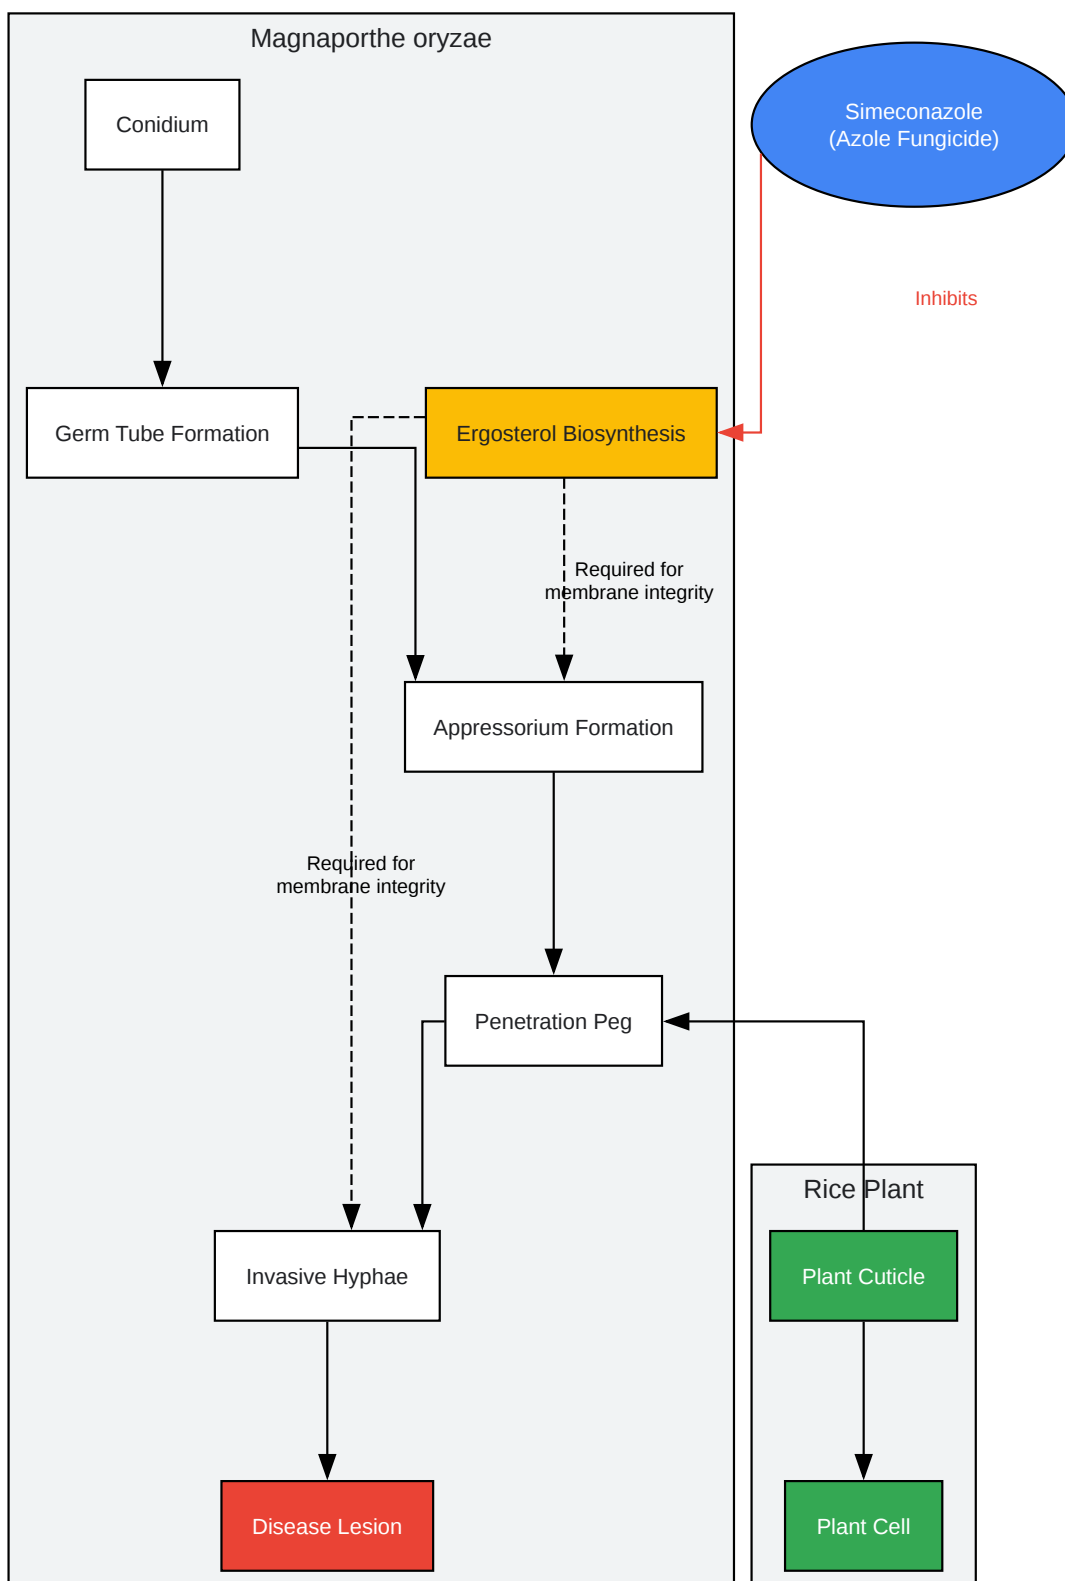 Magnaporthe oryzae
Conidium
Simeconazole
(Azole Fungicide)
Inhibits
Germ Tube Formation
Ergosterol Biosynthesis
Required for
membrane integrity
Appressorium Formation
Required for
membrane integrity
Penetration Peg
Rice Plant
Invasive Hyphae
Plant Cuticle
Disease Lesion
Plant Cell